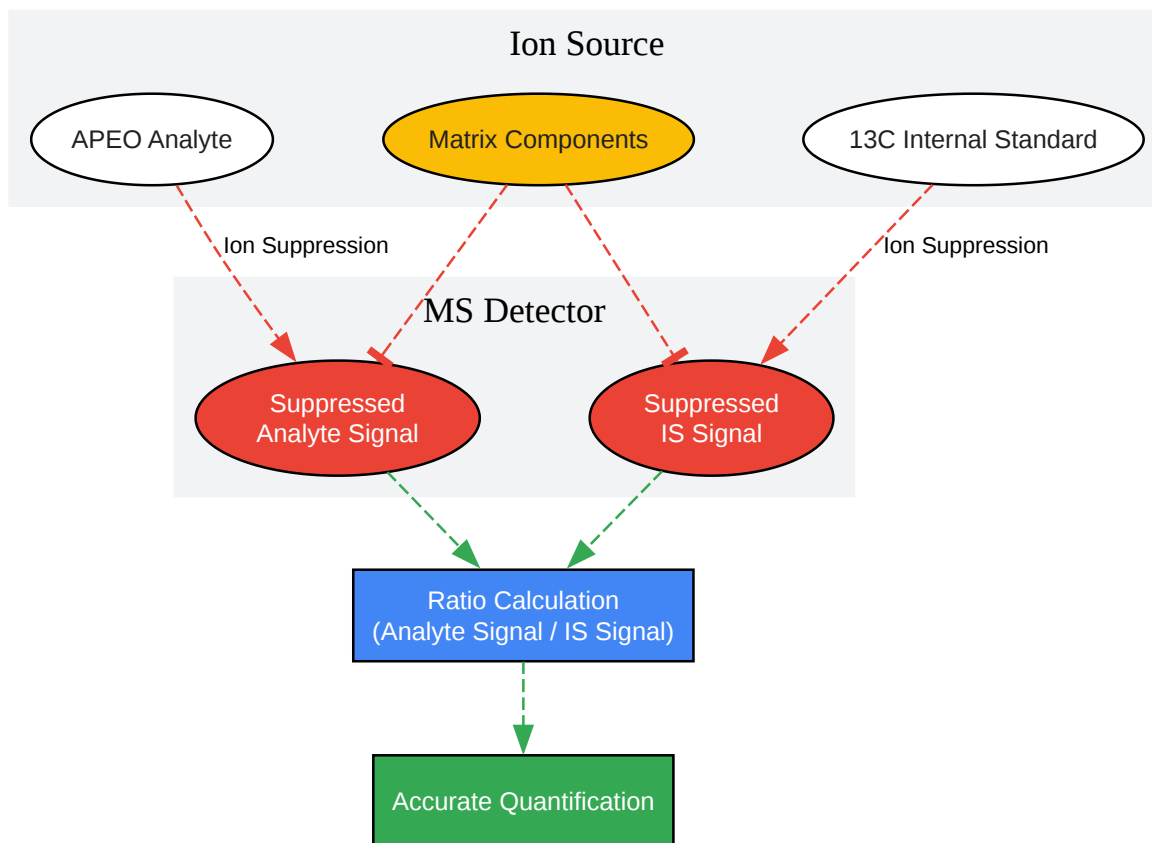 Ion Source
APEO Analyte
Matrix Components
13C Internal Standard
Ion Suppression
Ion Suppression
MS Detector
Suppressed
Analyte Signal
Suppressed
IS Signal
Ratio Calculation
(Analyte Signal / IS Signal)
Accurate Quantification